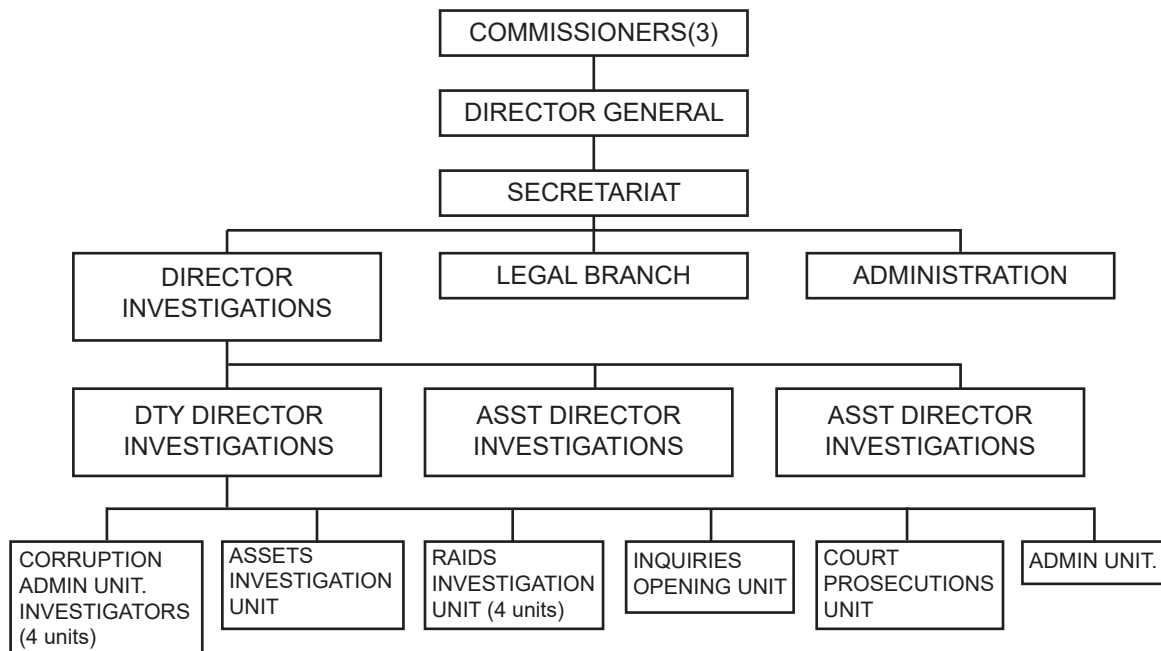 COMMISSIONERS(3)
DIRECTOR GENERAL
SECRETARIAT
DIRECTOR
INVESTIGATIONS
LEGAL BRANCH
ADMINISTRATION
DTY DIRECTOR
INVESTIGATIONS
ASST DIRECTOR
INVESTIGATIONS
ASST DIRECTOR
INVESTIGATIONS
CORRUPTION
ADMIN UNIT.
INVESTIGATORS
(4 units)
ASSETS
INVESTIGATION
UNIT
RAIDS
INVESTIGATION
UNIT (4 units)
INQUIRIES
OPENING UNIT
COURT
PROSECUTIONS
UNIT
ADMIN UNIT.